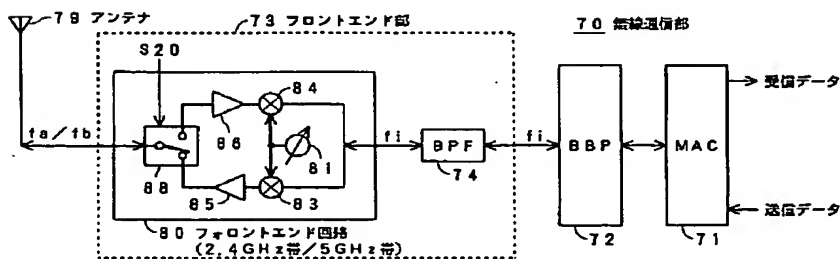 79 アンテナ
73 フロントエンド部
70 無線通信部
S20
84
86
fa/fb
81
fi
BPF
74
fi
BBP
MAC
受信データ
送信データ
88
85
83
80 フォロントエンド回路
(2.4GHz帯/5GHz帯)
72
71